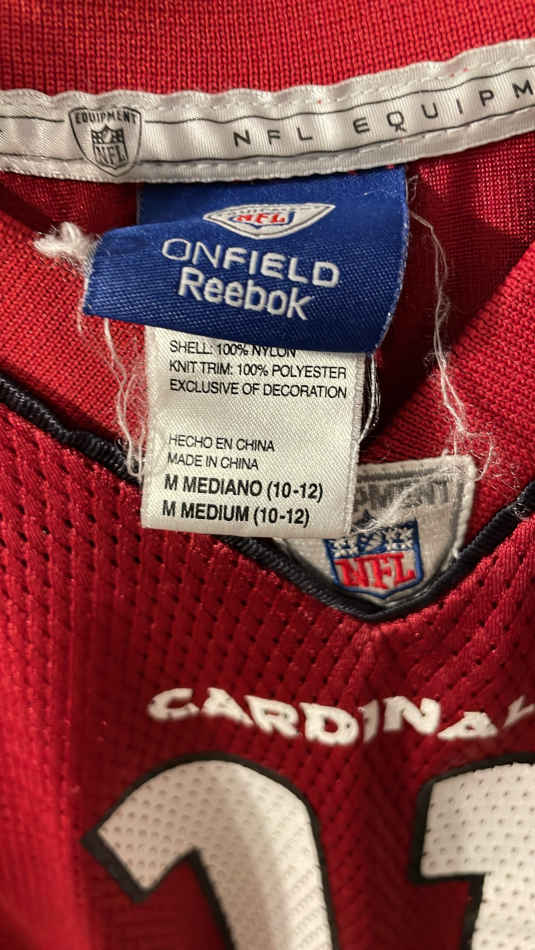 EQUIPMENT
NFL
NFL EQUIPM
NFL
ONFIELD
Reebok
SHELL: 100% NYLON
KNIT TRIM: 100% POLYESTER
EXCLUSIVE OF DECORATION
HECHO EN CHINA
MADE IN CHINA
M MEDIANO (10-12)
M MEDIUM (10-12)
IPMENT
NFL
CARDINAL